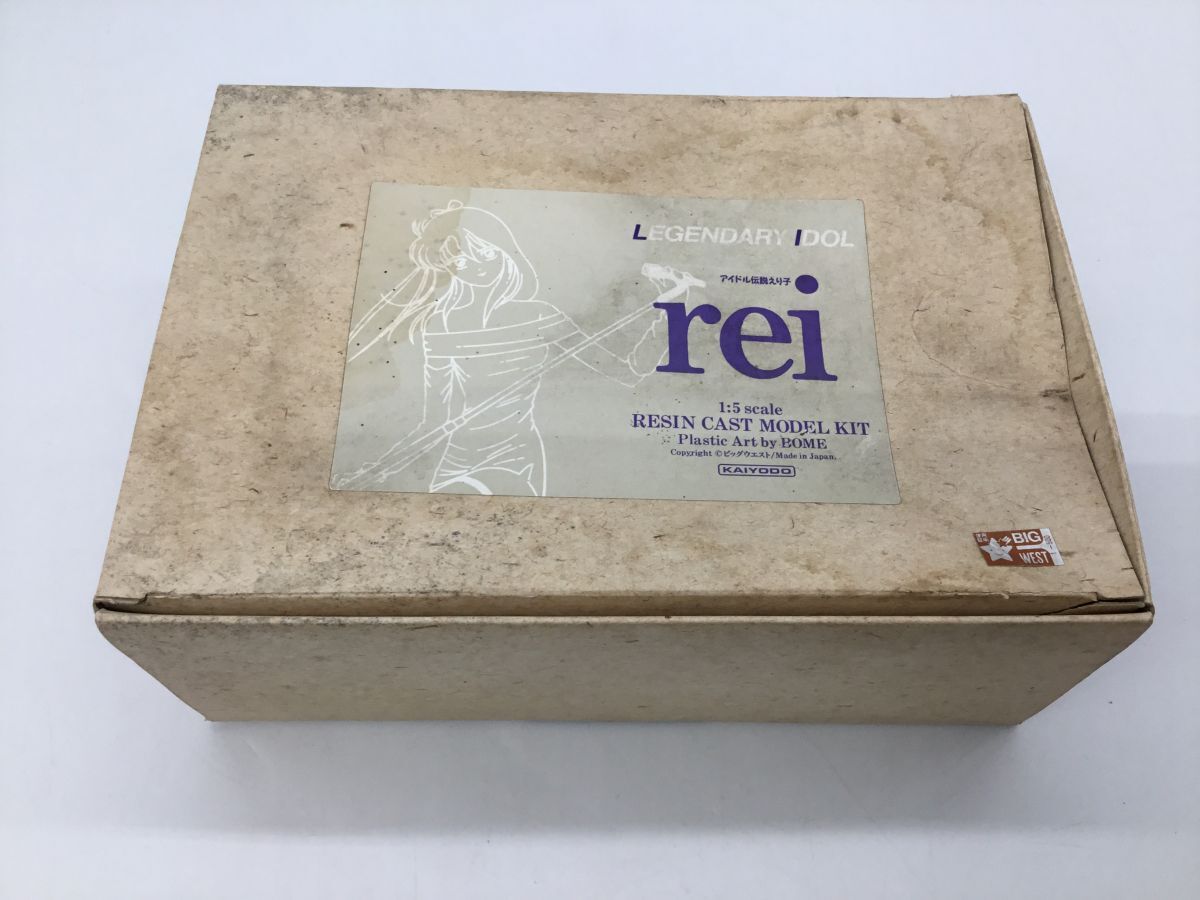 LEGENDARY IDOL
アイドル伝説えり子
rei
1:5 scale
RESIN CAST MODEL KIT
Plastic Art by BOME
Copyright ©ビッグウエスト/Made in Japan.
KAIYODO
BIG
WEST